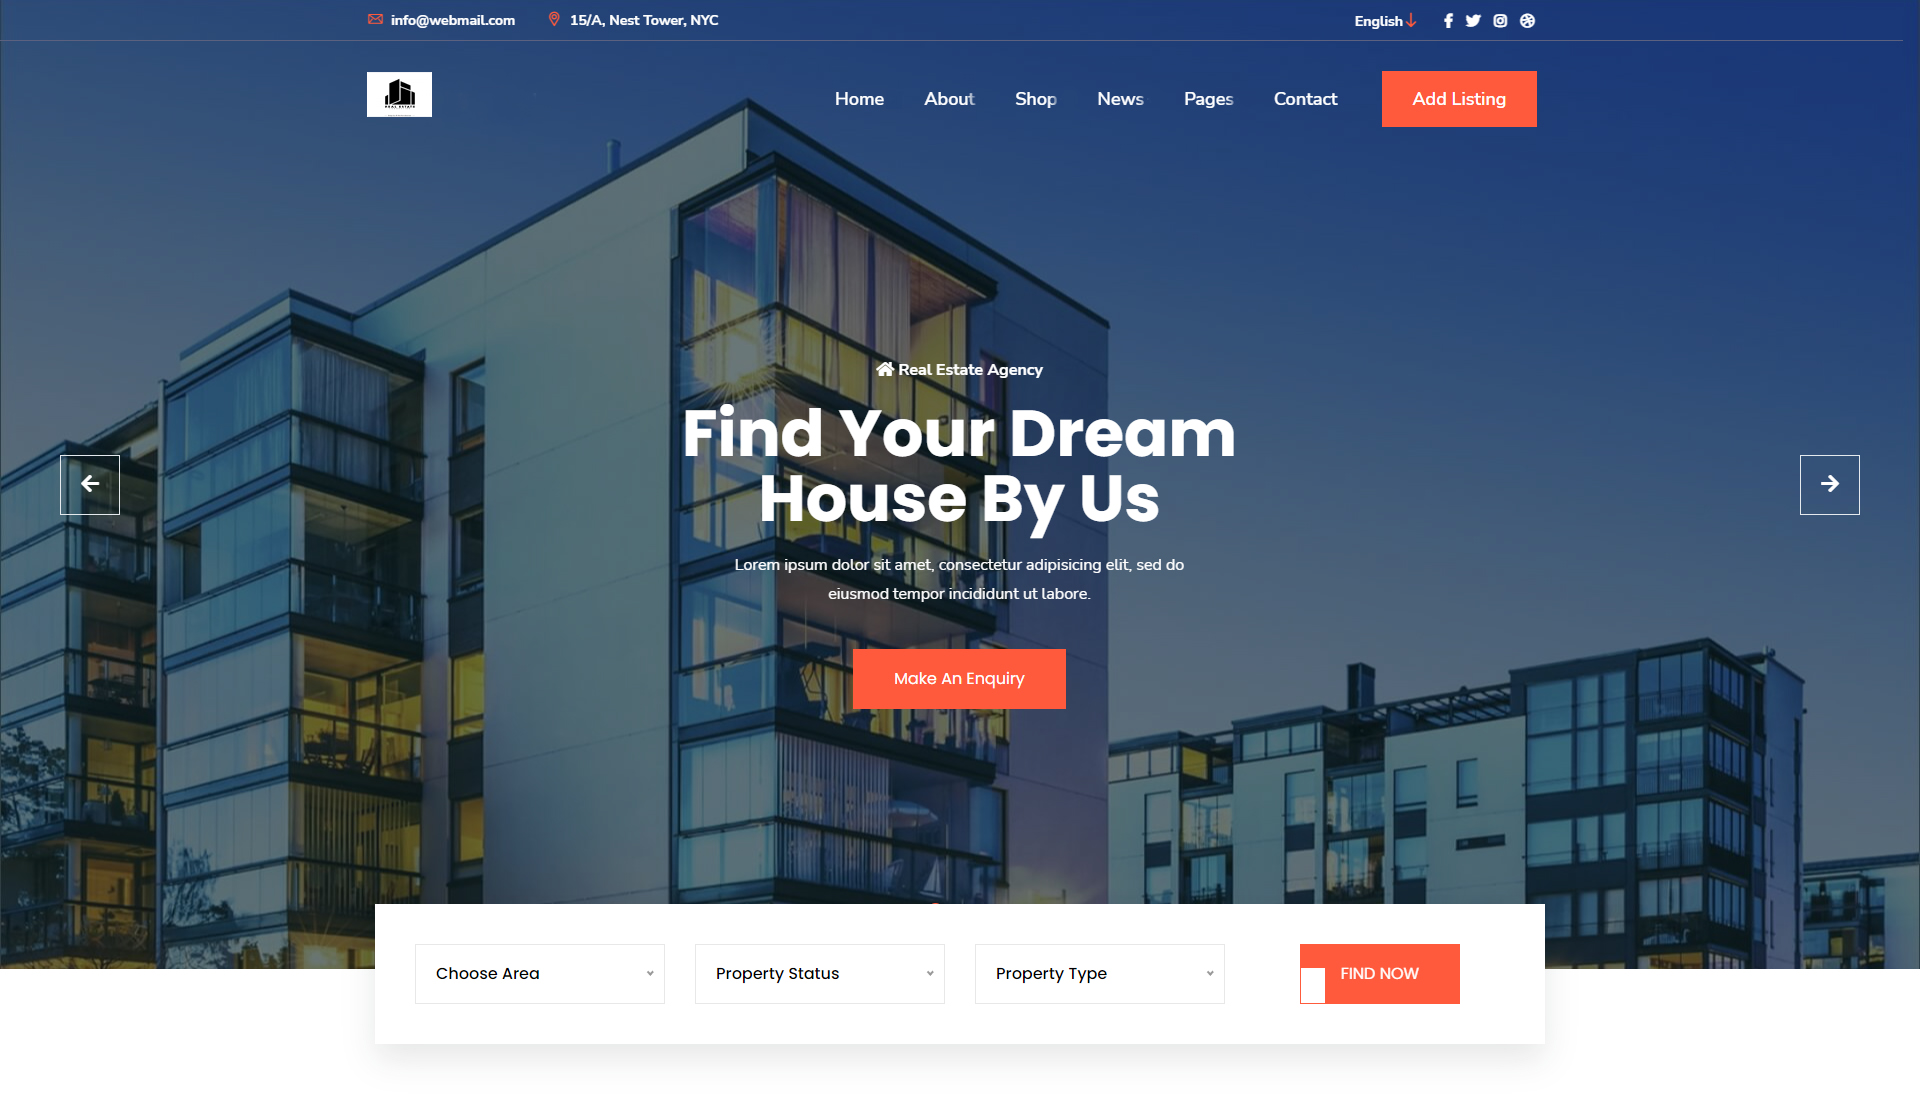 info@webmail.com
15/A, Nest Tower, NYC
English
REAL ESTATE
Home
About
Shop
News
Pages
Contact
Add Listing
Real Estate Agency
Find Your Dream
House By Us
Lorem ipsum dolor sit amet, consectetur adipisicing elit, sed do
eiusmod tempor incididunt ut labore.
Make An Enquiry
Choose Area
Property Status
Property Type
FIND NOW